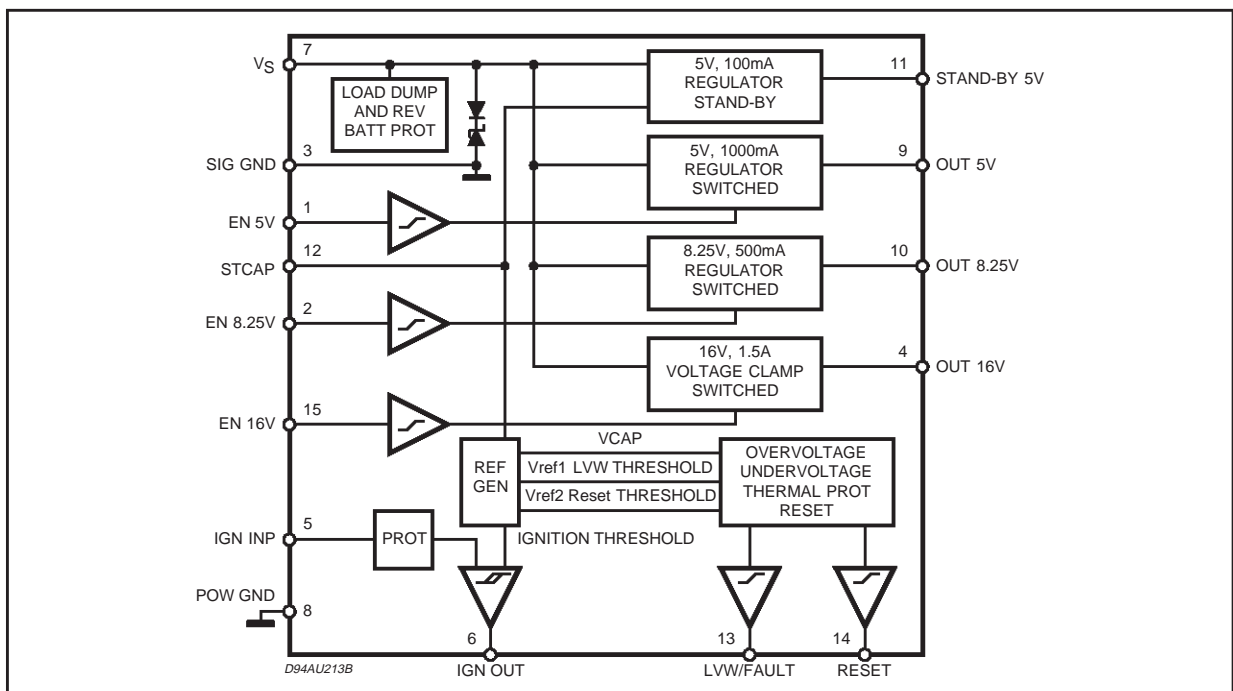 7
VS
LOAD DUMP
AND REV
BATT PROT
5V, 100mA
REGULATOR
STAND-BY
11
STAND-BY 5V
3
SIG GND
5V, 1000mA
REGULATOR
SWITCHED
9
OUT 5V
1
EN 5V
12
STCAP
8.25V, 500mA
REGULATOR
SWITCHED
10
OUT 8.25V
2
EN 8.25V
16V, 1.5A
VOLTAGE CLAMP
SWITCHED
4
OUT 16V
15
EN 16V
REF
GEN
VCAP
Vref1 LVW THRESHOLD
Vref2 Reset THRESHOLD
OVERVOLTAGE
UNDERVOLTAGE
THERMAL PROT
RESET
5
IGN INP
PROT
IGNITION THRESHOLD
POW GND
8
6
13
14
D94AU213B
IGN OUT
LVW/FAULT
RESET